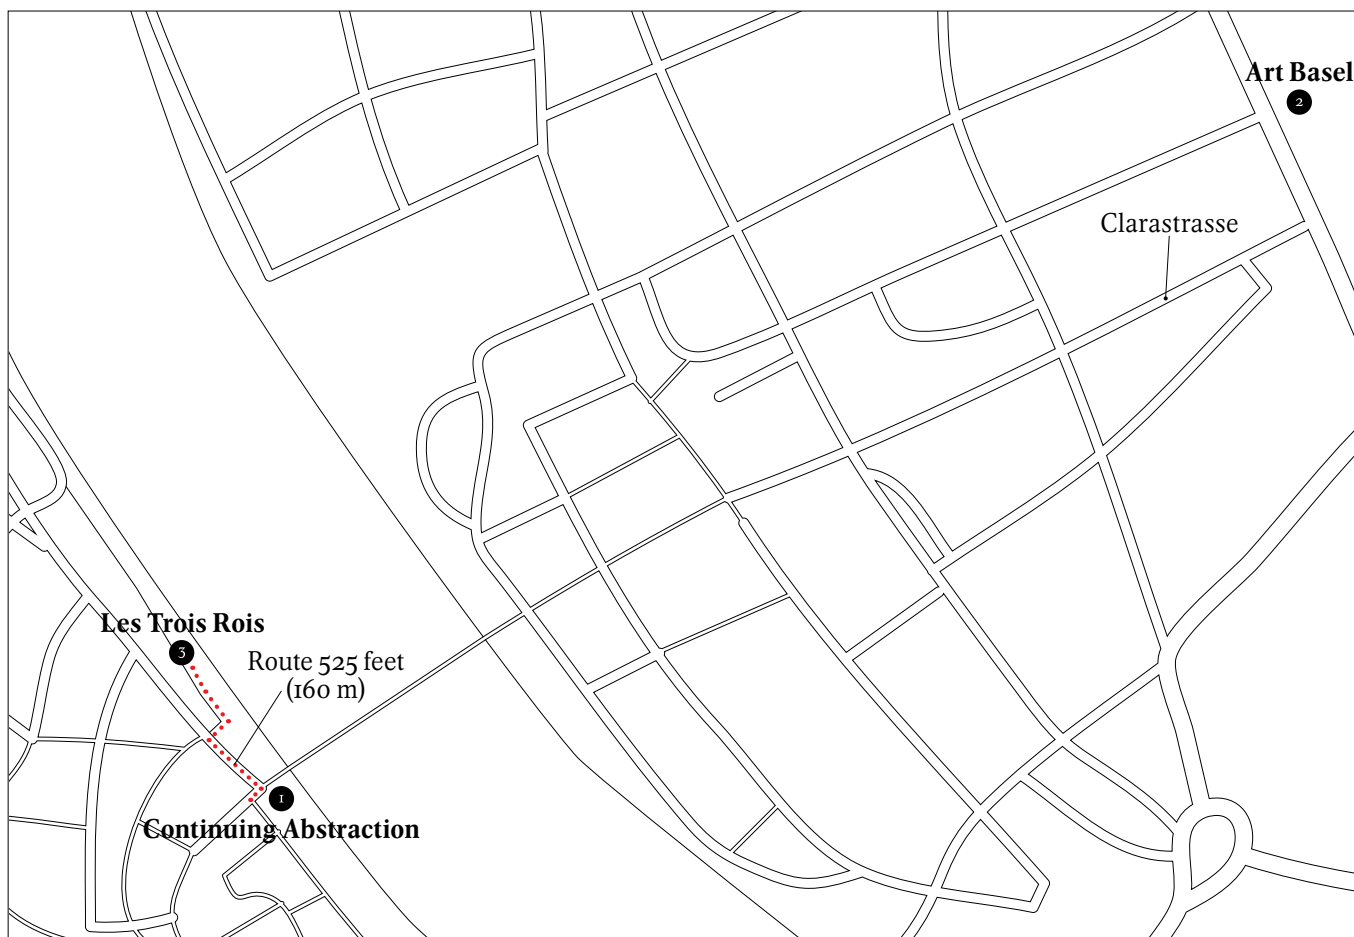 Art Basel
2
Clarastrasse
Les Trois Rois
3
Route 525 feet
(160 m)
1
Continuing Abstraction